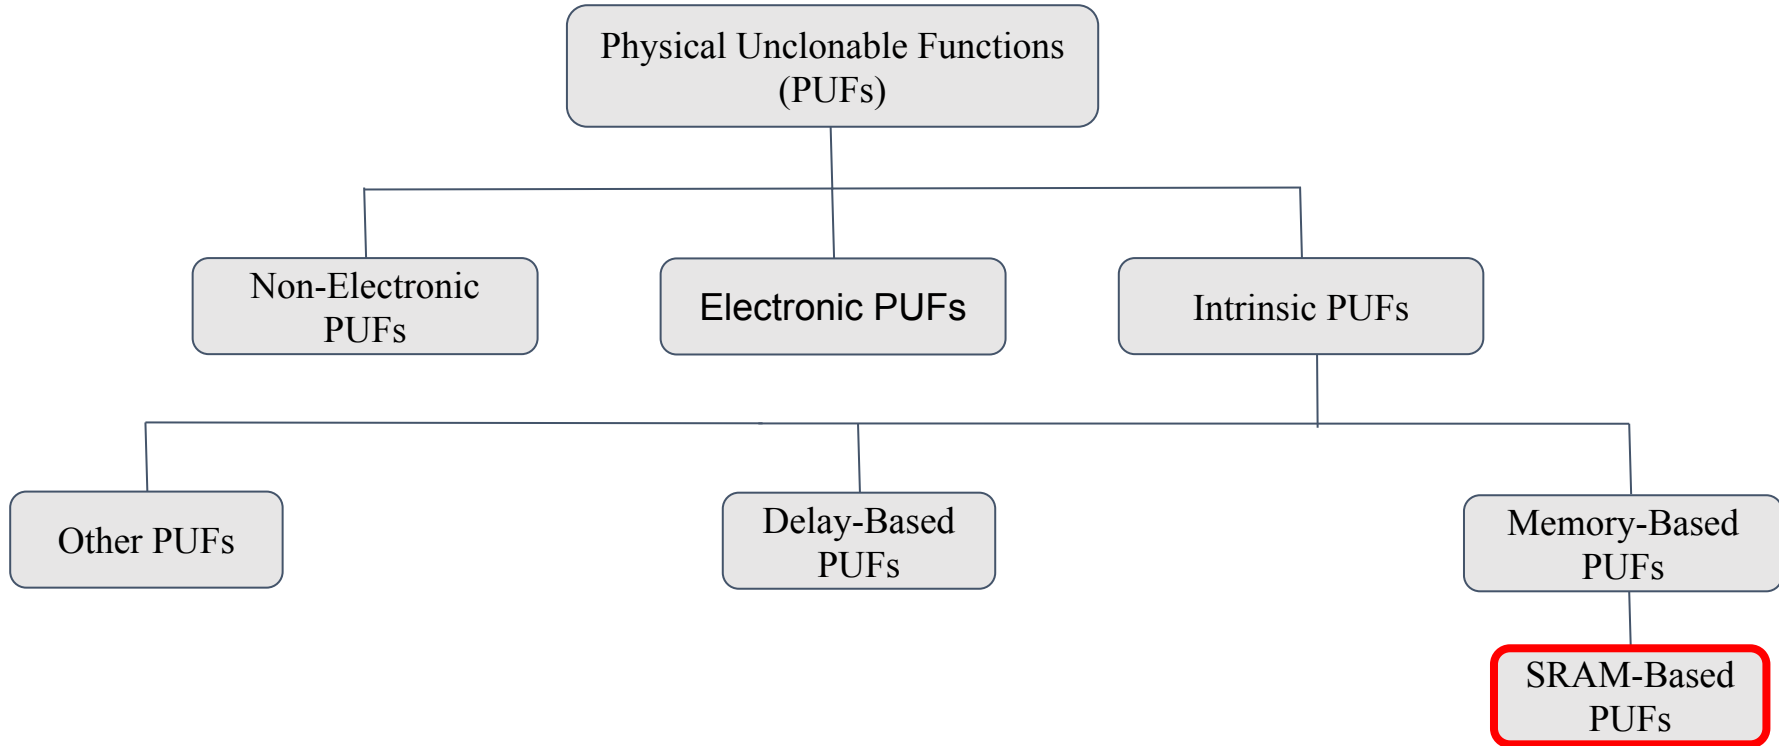 Physical Unclonable Functions
(PUFs)
Non-Electronic
PUFs
Electronic PUFs
Intrinsic PUFs
Other PUFs
Delay-Based
PUFs
Memory-Based
PUFs
SRAM-Based
PUFs